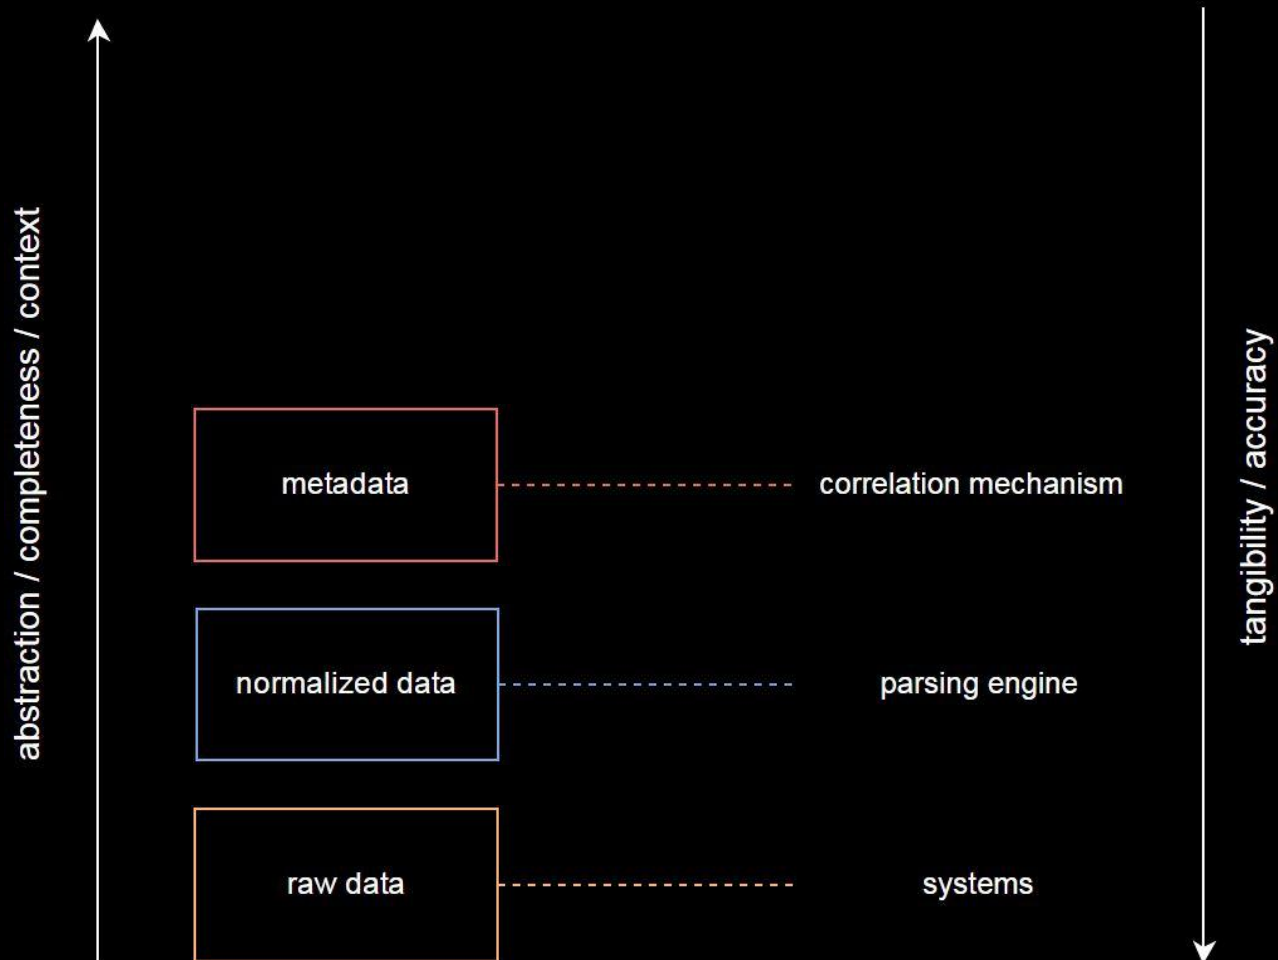 abstraction / completeness / context
metadata
correlation mechanism
normalized data
parsing engine
raw data
systems
tangibility / accuracy